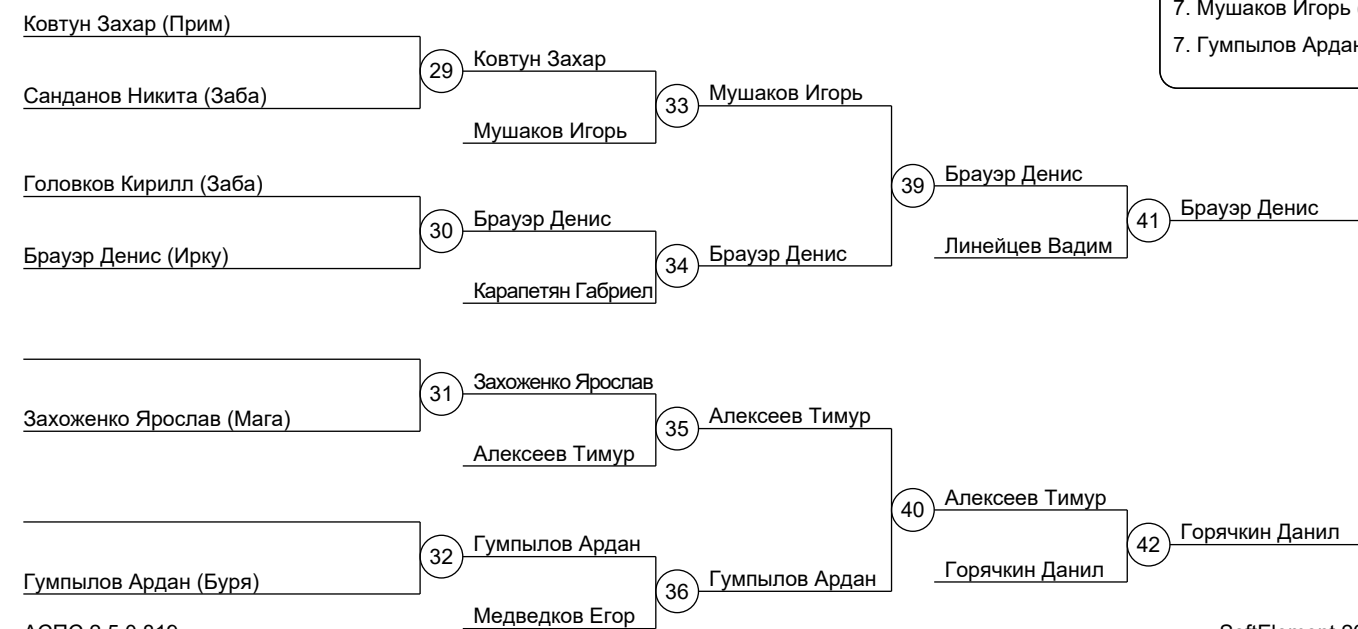 7. Мушаков Игорь
7. Гумпылов Ардан
Ковтун Захар (Прим)
29
Санданов Никита (Заба)
Ковтун Захар
33
Мушаков Игорь
Мушаков Игорь
Головков Кирилл (Заба)
30
Брауэр Денис (Ирку)
Брауэр Денис
34
Карапетян Габриел
Брауэр Денис
39
Брауэр Денис
41
Линейцев Вадим
Брауэр Денис
31
Захоженко Ярослав (Мага)
Захоженко Ярослав
35
Алексеев Тимур
Алексеев Тимур
32
Гумпылов Ардан (Буря)
Гумпылов Ардан
36
Медведков Егор
Гумпылов Ардан
40
Алексеев Тимур
42
Горячкин Данил
Горячкин Данил